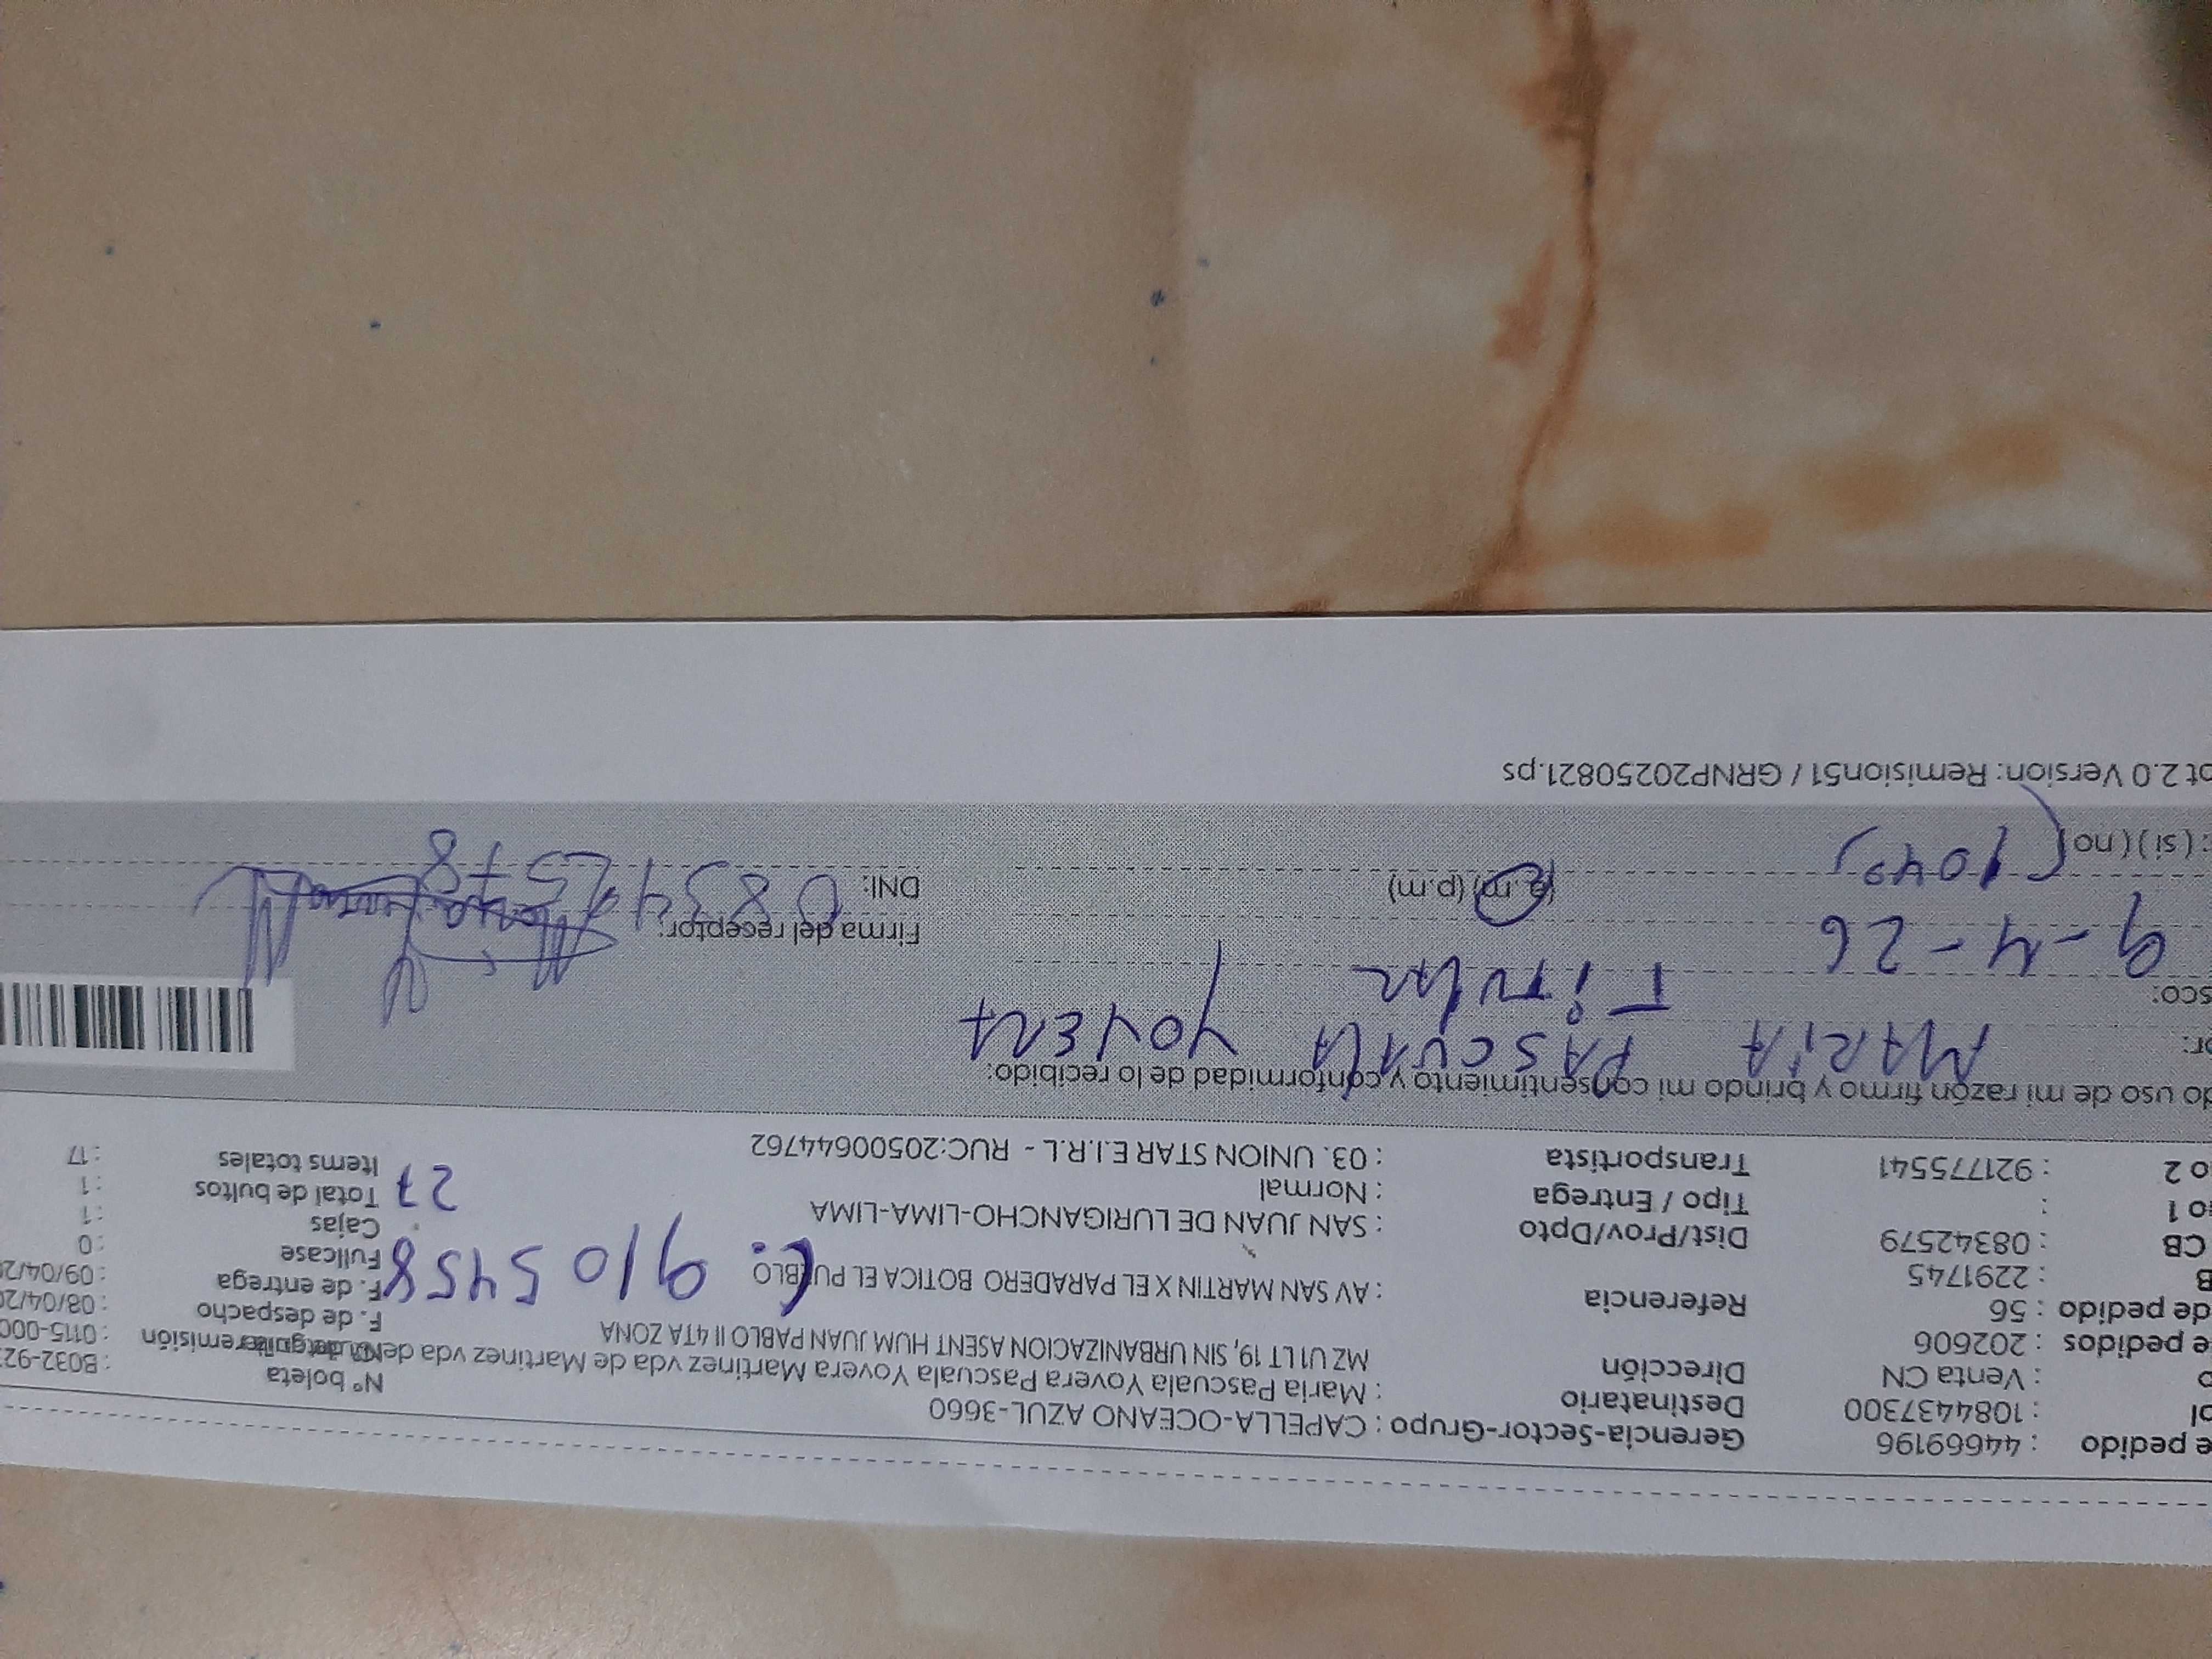 e pedido : 44669196 Gerencia-Sector-Grupo : CAPELLA-OCEANO AZUL-3660
ol : 1084437300 Destinatario : Maria Pascuala Yovera Pascuala Yovera Martinez vda de Martinez vda de N° boleta : B032-92
o : Venta CN Dirección MZ U1 LT 19, SIN URBANIZACION ASENT HUM JUAN PABLO II 4TA ZONA remisión : 0115-000
e pedidos : 202606 F. de despacho : 08/04/20
de pedido : 56 Referencia : AV SAN MARTIN X EL PARADERO BOTICA EL PUEBLO F. de entrega : 09/04/2
B : 2291745 910 5458 Fullcase : 0
CB : 08342579 Dist/Prov/Dpto : SAN JUAN DE LURIGANCHO-LIMA-LIMA Cajas : 1
o 1 : Tipo / Entrega : Normal 27 Total de bultos : 1
o 2 : 921775541 Transportista : 03. UNION STAR E.I.R.L - RUC:20500644762 Items totales : 17
do uso de mi razón firmo y brindo mi consentimiento y conformidad de lo recibido:
or: MARIA PASCUALA YOVERA
sco: Titular
9-4-26 Firma del receptor:
(a.m) (p.m) DNI:
: (si) (no)
ot 2.0 Version: Remision51 / GRNP20250821.ps